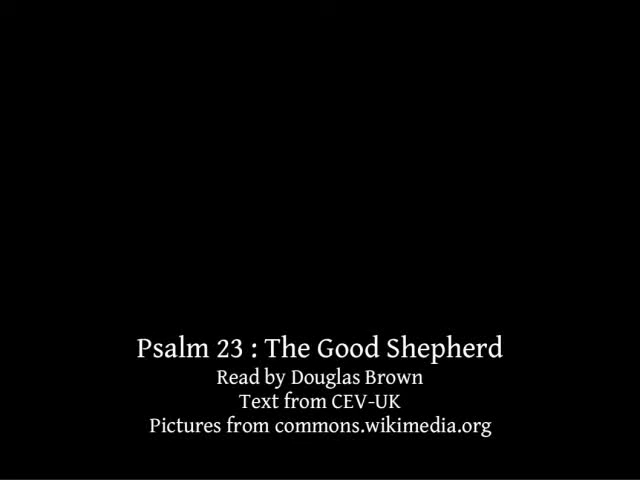 Psalm 23 : The Good Shepherd
Read by Douglas Brown
Text from CEV-UK
Pictures from commons.wikimedia.org